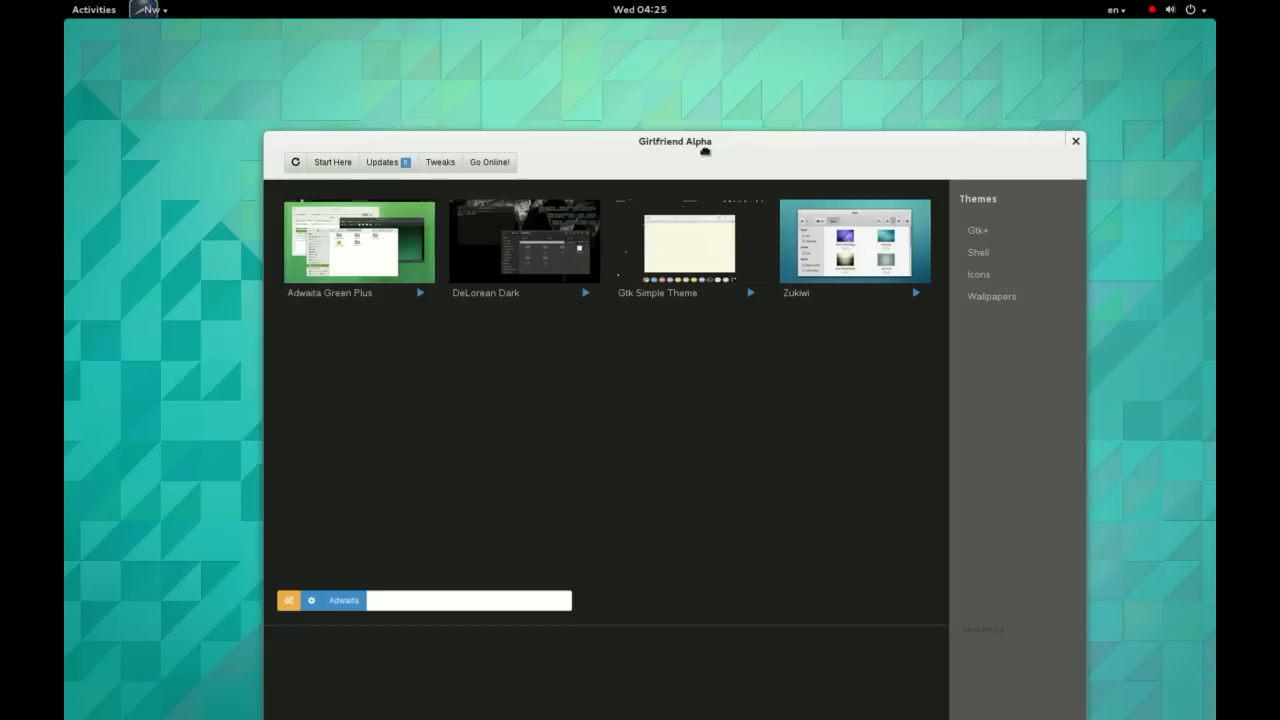 Activities Nw Wed 04:25 en
Girlfriend Alpha
Start Here Updates 0 Tweaks Go Online!
Themes
Gtk+
Shell
Icons
Wallpapers
Adwaita Green Plus DeLorean Dark Gtk Simple Theme Zukiwi
Adwaita